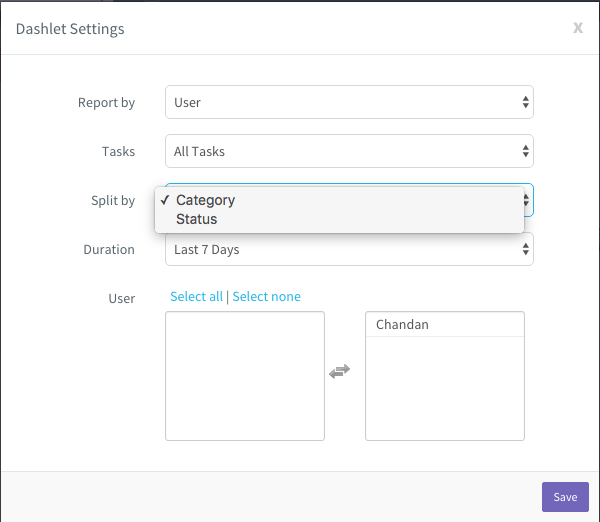 Dashlet Settings x
Report by User
Tasks All Tasks
Split by ✓ Category
Status
Duration Last 7 Days
User Select all | Select none
Chandan
Save